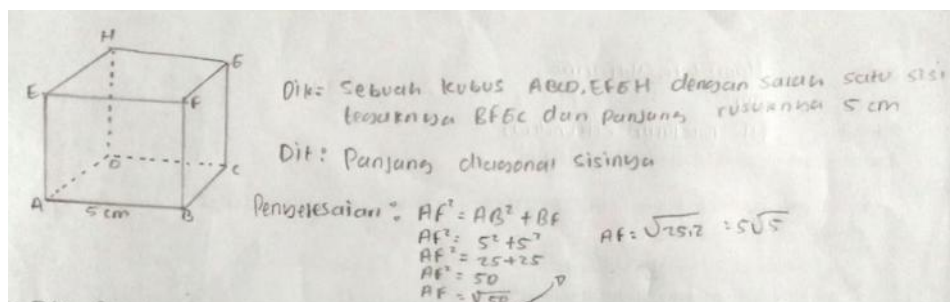 H
G
E
F
D
C
A
B
5 cm
Dik: Sebuah kubus ABCD.EFGH dengan salah satu sisi
tegaknya BFGC dan Panjang rusuknya 5 cm
Dit: Panjang diagonal sisinya
Penyelesaian: AF² = AB² + BF
AF² = 5² + 5²
AF² = 25+25
AF² = 50
AF = √50
AF = √25.2 = 5√5